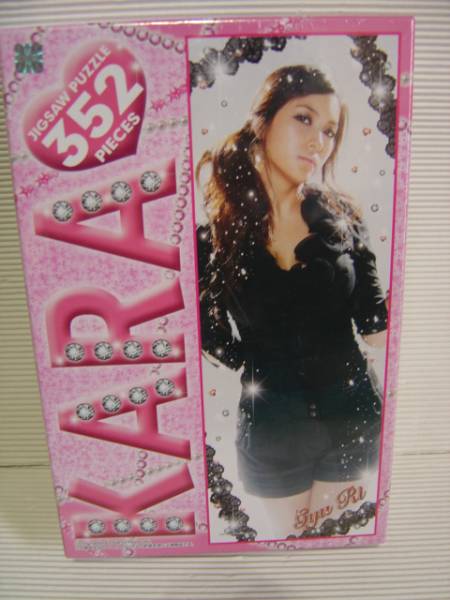 JIGSAW PUZZLE
352
PIECES
KARA
Gyu Ri